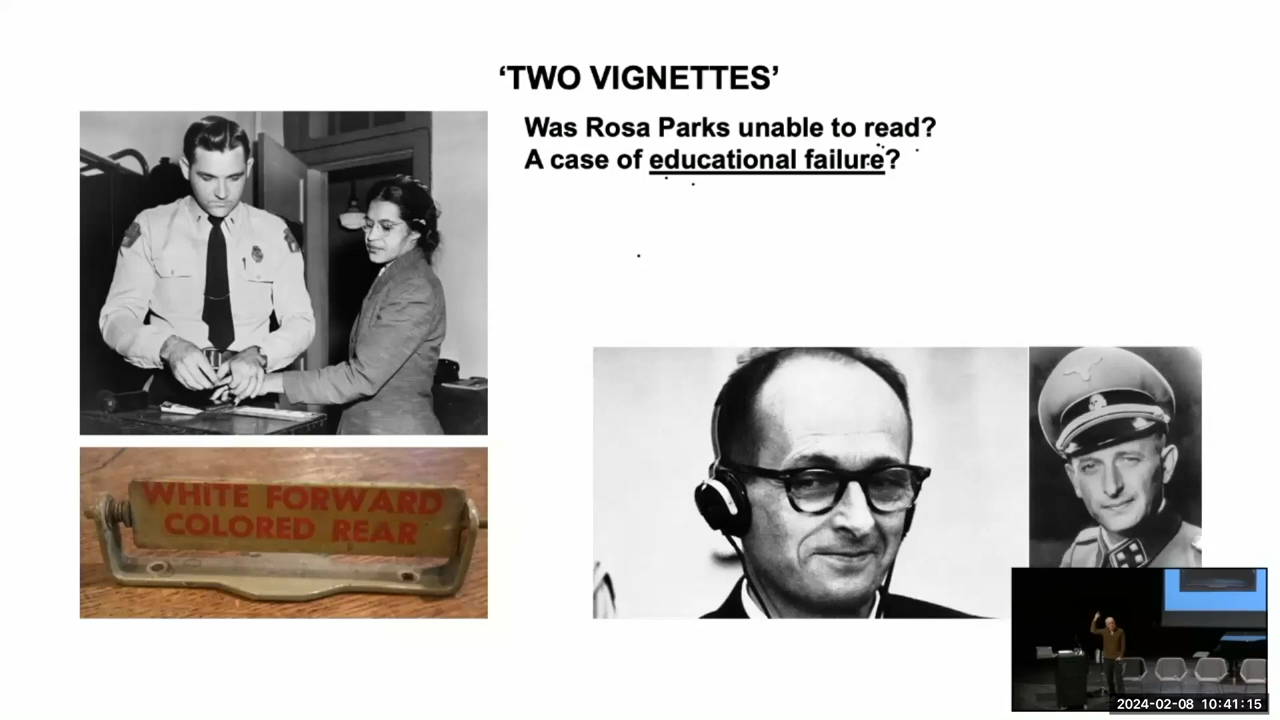 ‘TWO VIGNETTES’
Was Rosa Parks unable to read?
A case of educational failure?
WHITE FORWARD
COLORED REAR
2024-02-08 10:41:15